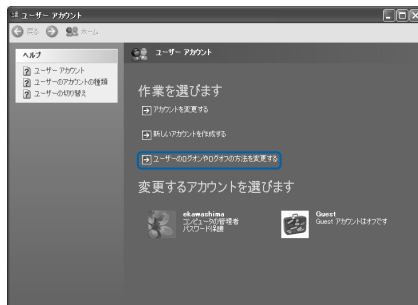 ユーザー アカウント
戻る ホーム
ヘルプ
ユーザー アカウント
ユーザーのアカウントの種類
ユーザーの切り替え
ユーザー アカウント
作業を選びます
アカウントを変更する
新しいアカウントを作成する
ユーザーのログオンやログオフの方法を変更する
変更するアカウントを選びます
ekawashima
コンピュータの管理者
パスワード保護
Guest
Guest アカウントはオフです